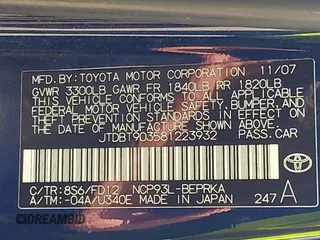 MFD. BY: TOYOTA MOTOR CORPORATION 11/07
GVWR 3300LB GAWR FR 1840LB RR 1820LB
THIS VEHICLE CONFORMS TO ALL APPLICABLE
FEDERAL MOTOR VEHICLE SAFETY, BUMPER, AND
THEFT PREVENTION STANDARDS IN EFFECT ON
THE DATE OF MANUFACTURE SHOWN ABOVE.
JTDBT903581223932 PASS. CAR
C/TR: 8S6/FD12 NCP93L-BEPRKA
A/TM: -04A/U340E MADE IN JAPAN 247 A
TOYOTA
DREAMBID